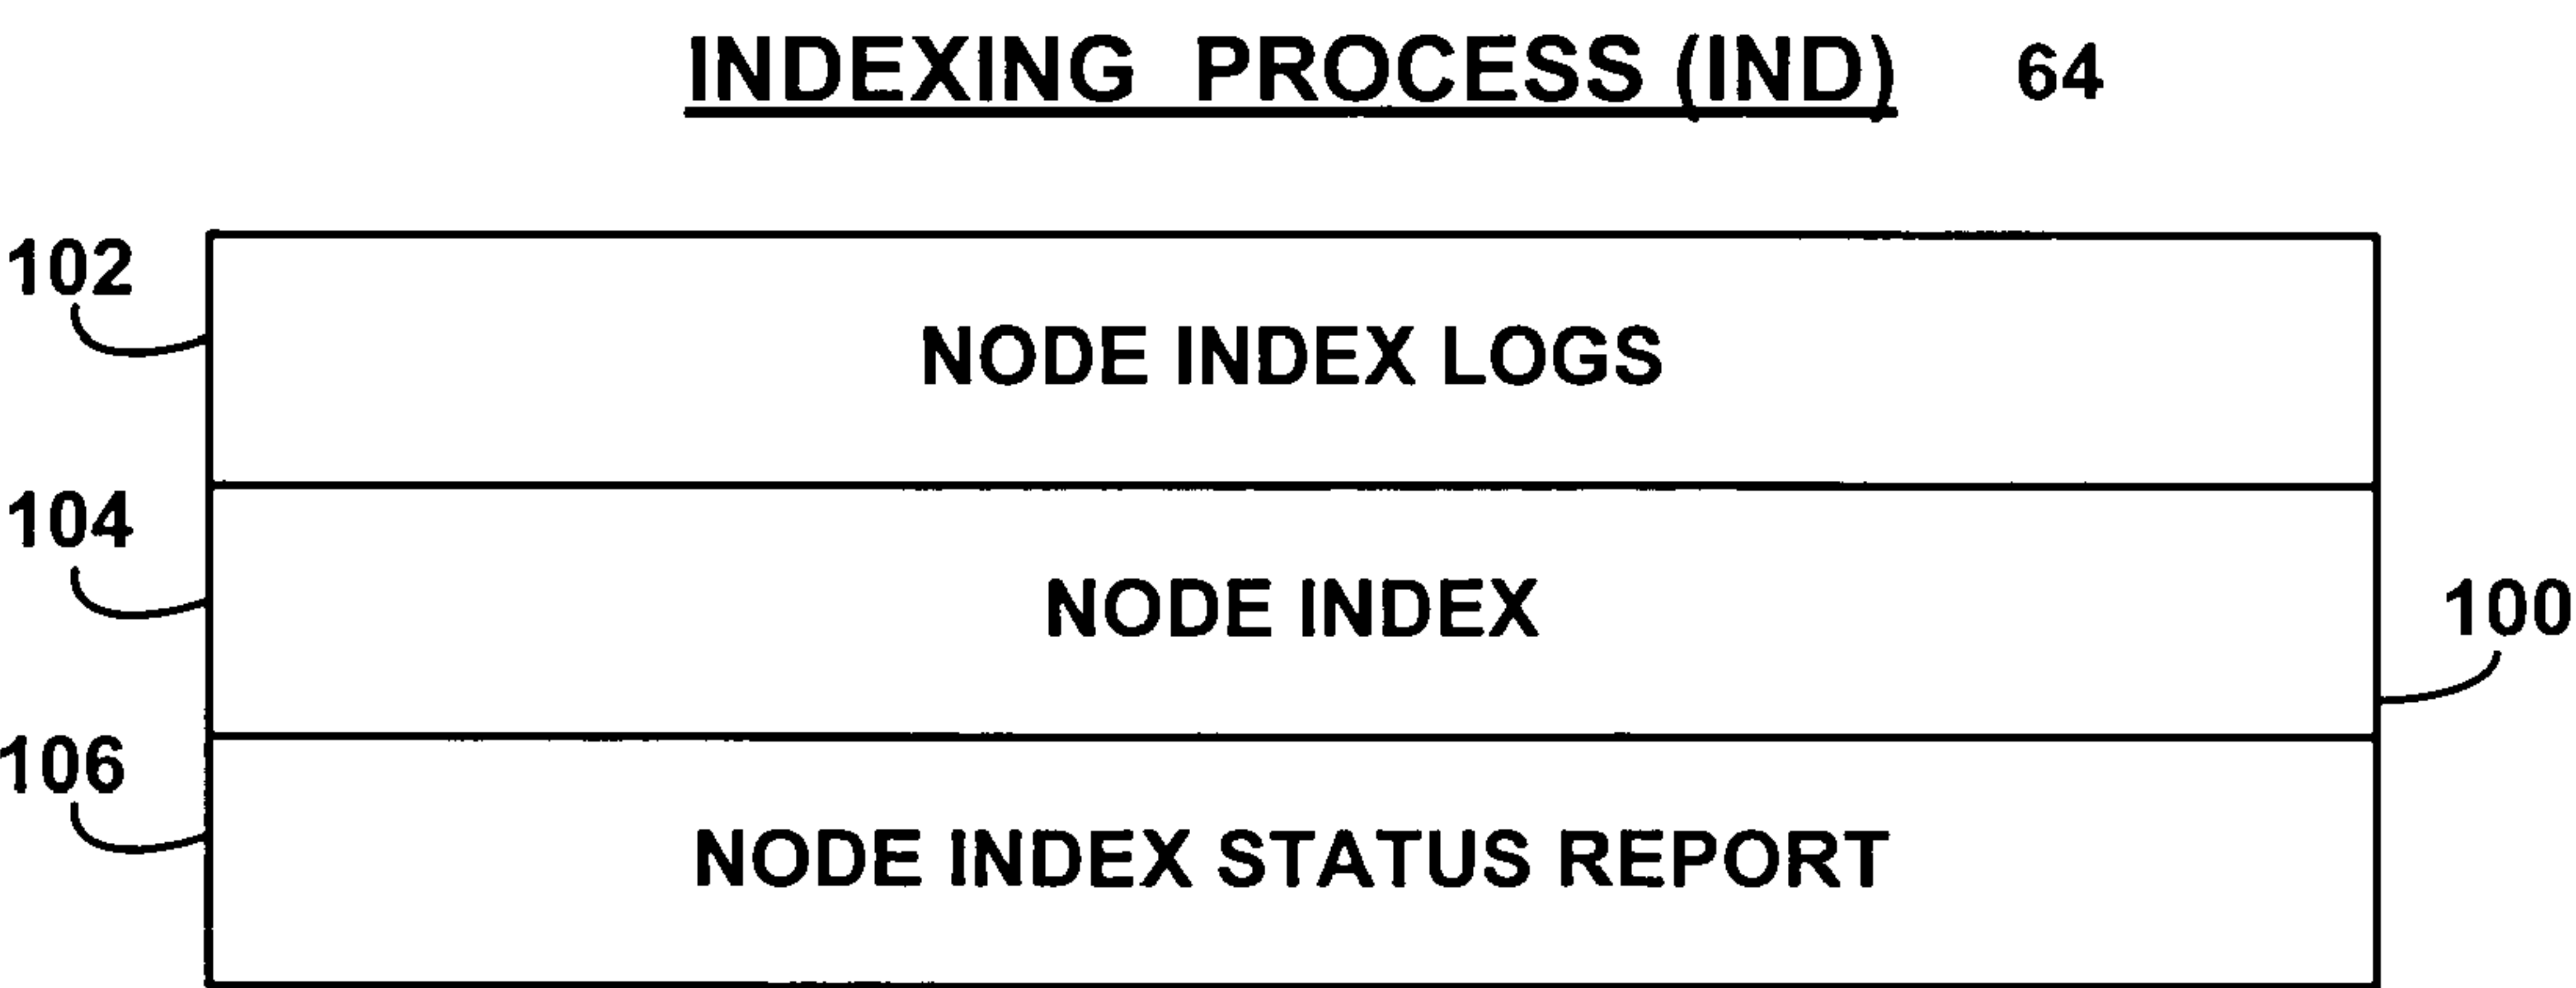 INDEXING PROCESS (IND) 64
102
NODE INDEX LOGS
104
NODE INDEX
100
106
NODE INDEX STATUS REPORT